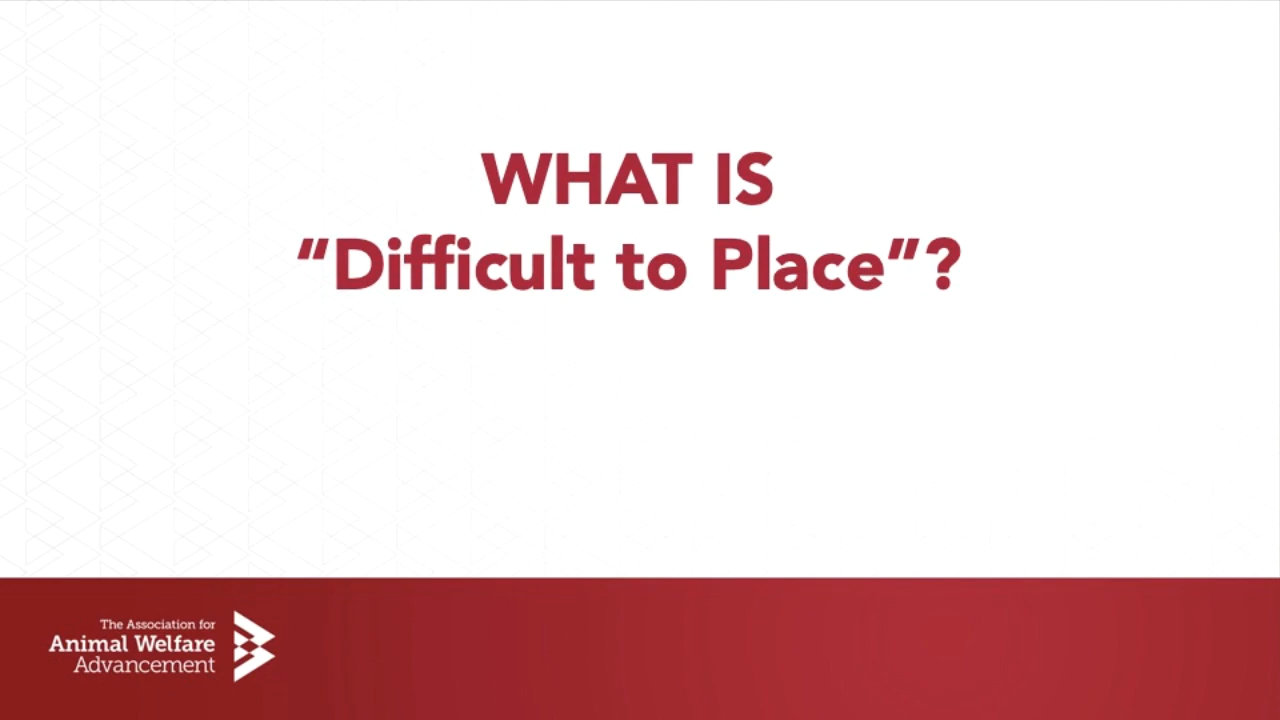 WHAT IS
“Difficult to Place”?
The Association for
Animal Welfare
Advancement